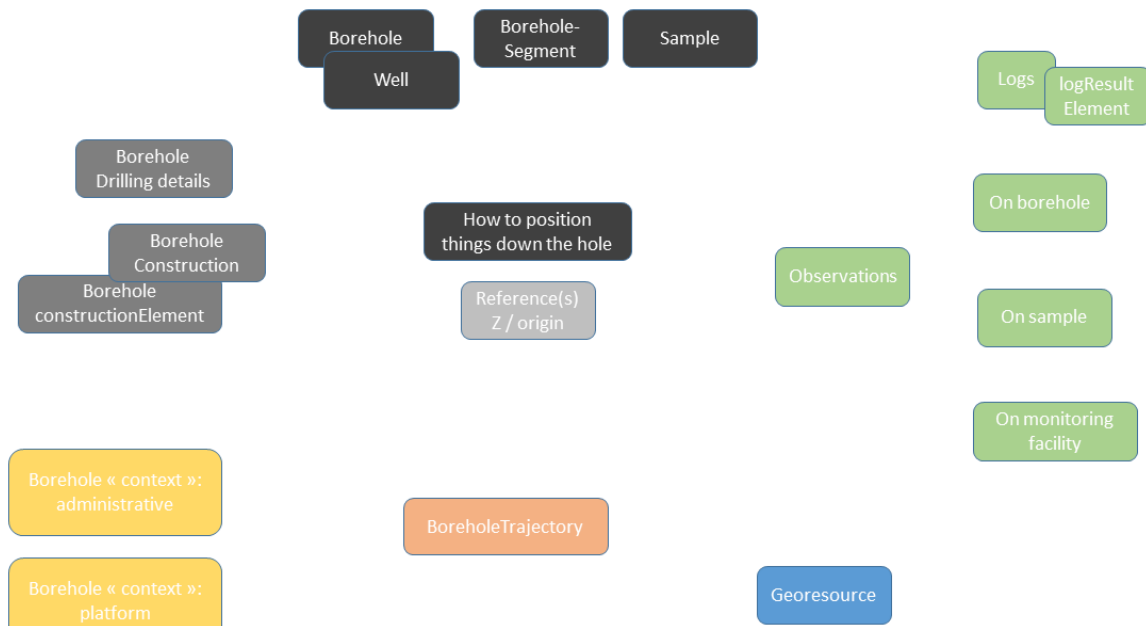 Borehole
Well
Borehole-
Segment
Sample
Logs
logResult
Element
Borehole
Drilling details
On borehole
How to position
things down the hole
Borehole
Construction
Borehole
constructionElement
Observations
Reference(s)
Z / origin
On sample
On monitoring
facility
Borehole « context »:
administrative
BoreholeTrajectory
Borehole « context »:
platform
Georesource